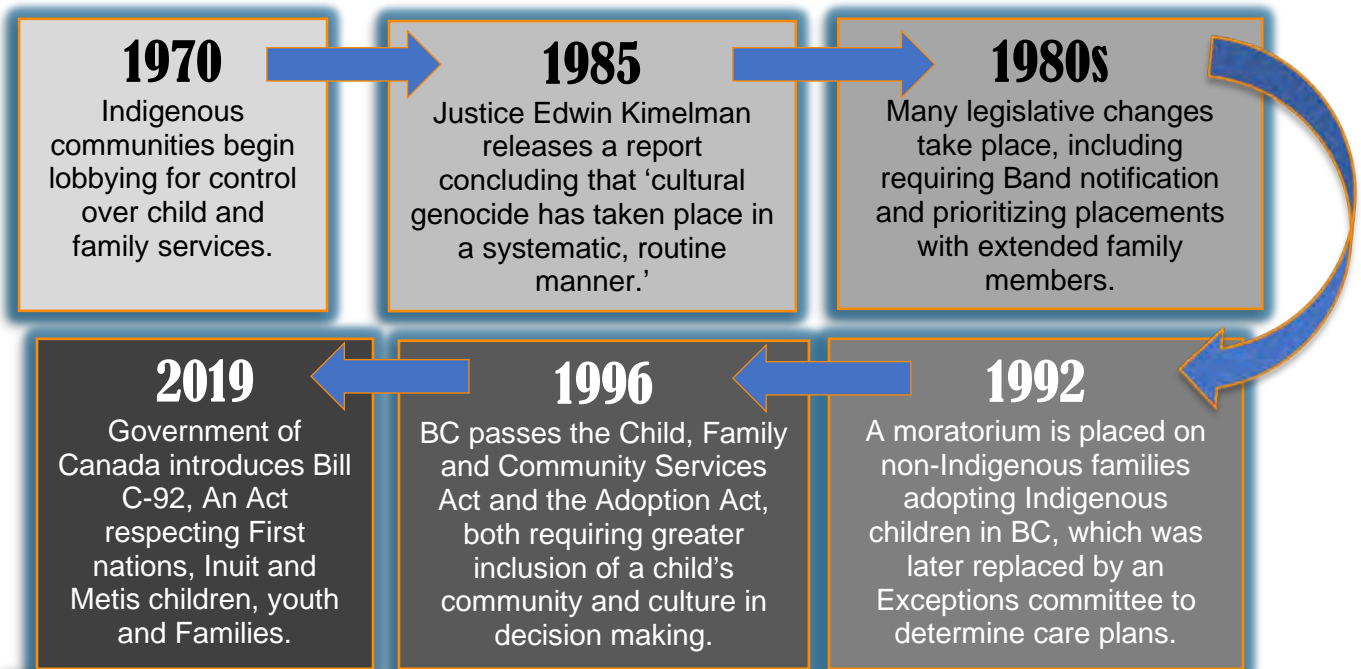 1970
Indigenous
communities begin
lobbying for control
over child and
family services.
1985
Justice Edwin Kimelman
releases a report
concluding that ‘cultural
genocide has taken place in
a systematic, routine
manner.’
1980s
Many legislative changes
take place, including
requiring Band notification
and prioritizing placements
with extended family
members.
1992
A moratorium is placed on
non-Indigenous families
adopting Indigenous
children in BC, which was
later replaced by an
Exceptions committee to
determine care plans.
1996
BC passes the Child, Family
and Community Services
Act and the Adoption Act,
both requiring greater
inclusion of a child’s
community and culture in
decision making.
2019
Government of
Canada introduces Bill
C-92, An Act
respecting First
nations, Inuit and
Metis children, youth
and Families.